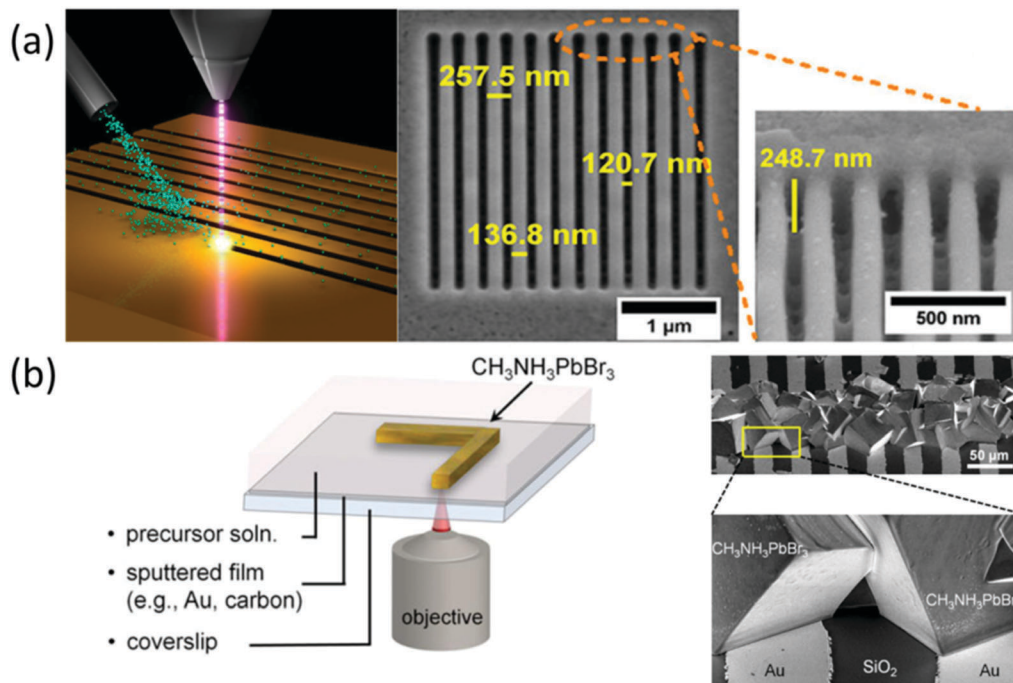 (a)
257.5 nm
120.7 nm
136.8 nm
1 µm
248.7 nm
500 nm
(b)
CH₃NH₃PbBr₃
• precursor soln.
• sputtered film
(e.g., Au, carbon)
• coverslip
objective
50 µm
CH₃NH₃PbBr₃
CH₃NH₃PbBr
Au
SiO₂
Au